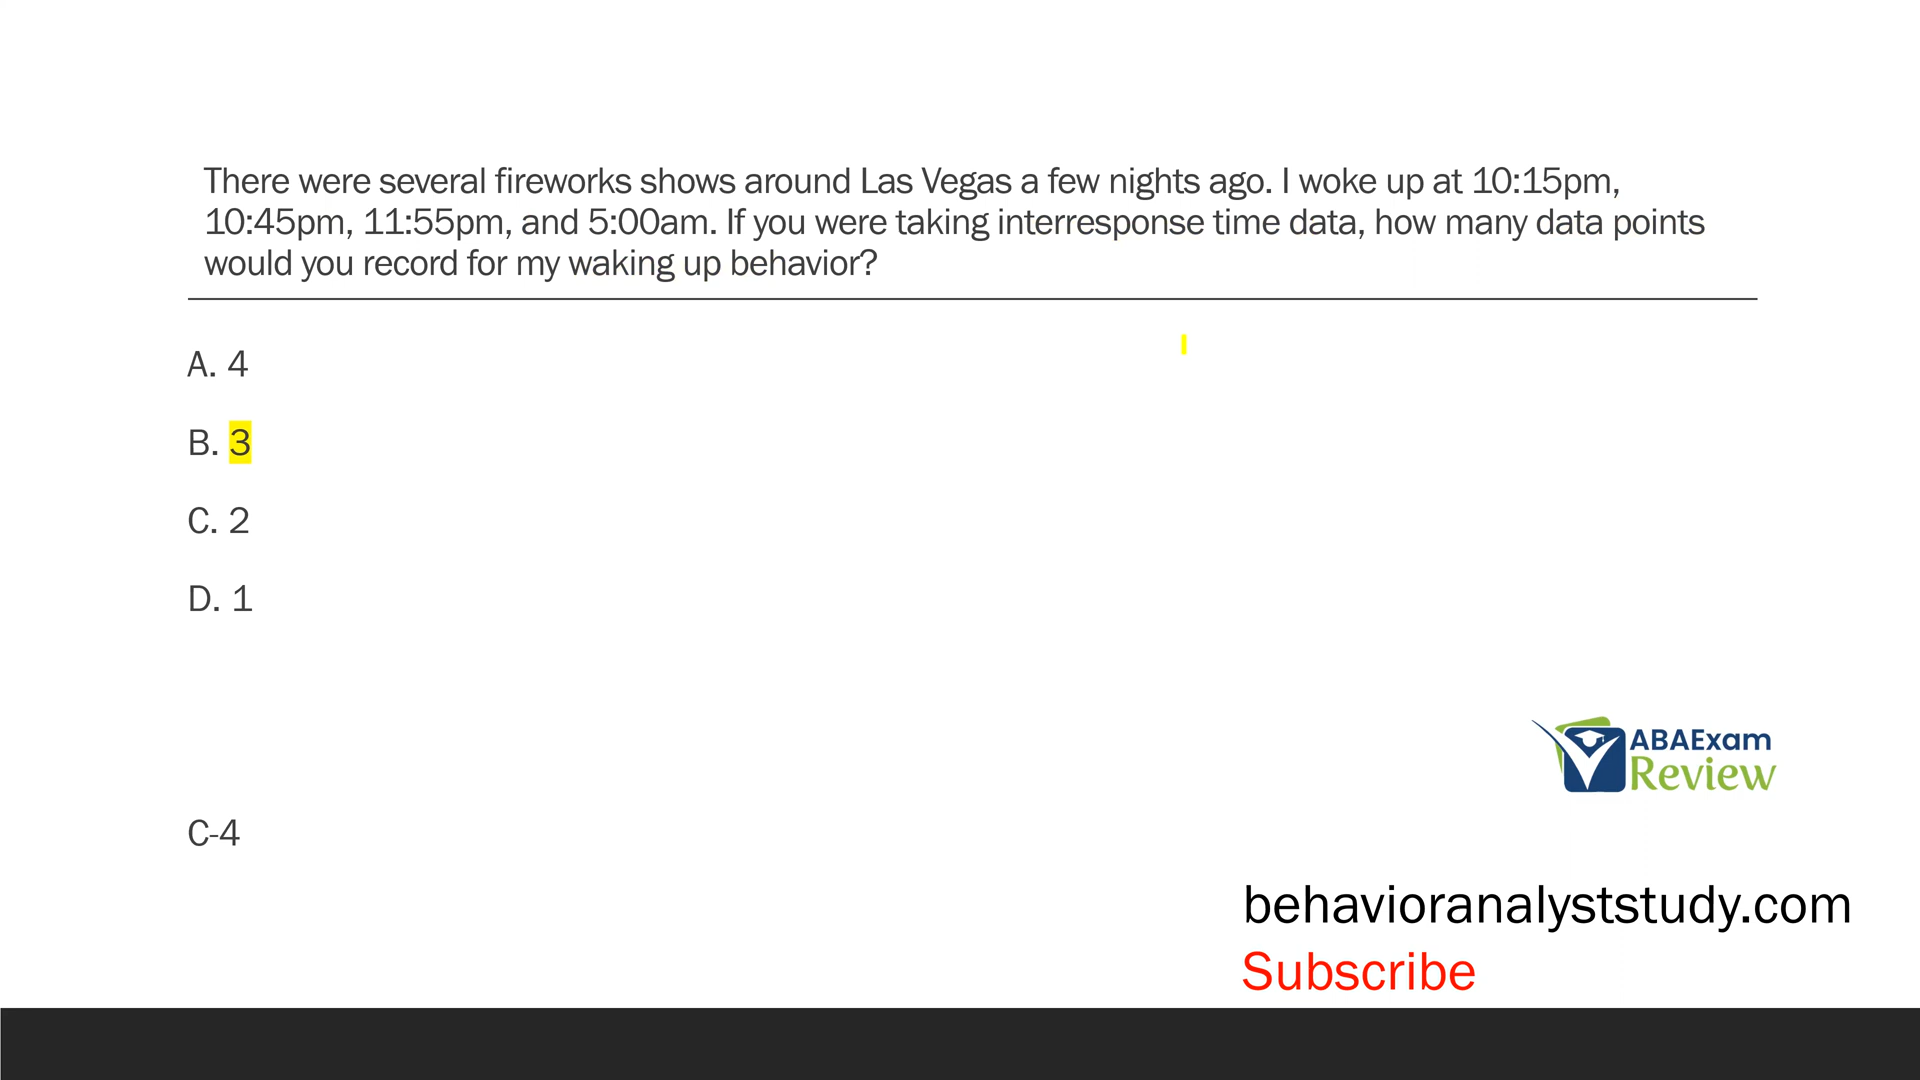 There were several fireworks shows around Las Vegas a few nights ago. I woke up at 10:15pm,
10:45pm, 11:55pm, and 5:00am. If you were taking interresponse time data, how many data points
would you record for my waking up behavior?
A. 4
B. 3
C. 2
D. 1
ABAExam
Review
C-4
behavioranalyststudy.com
Subscribe